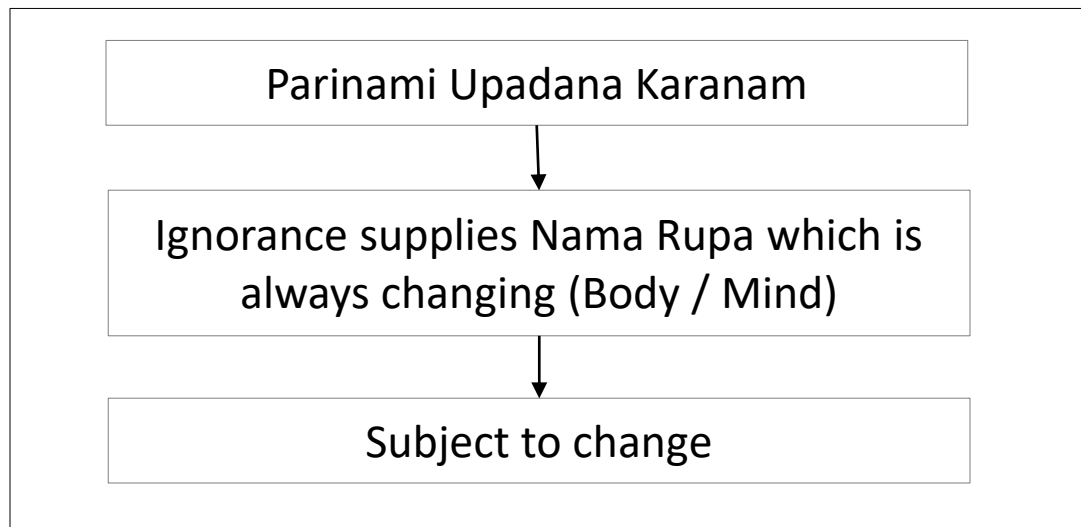 Parinami Upadana Karanam
Ignorance supplies Nama Rupa which is
always changing (Body / Mind)
Subject to change